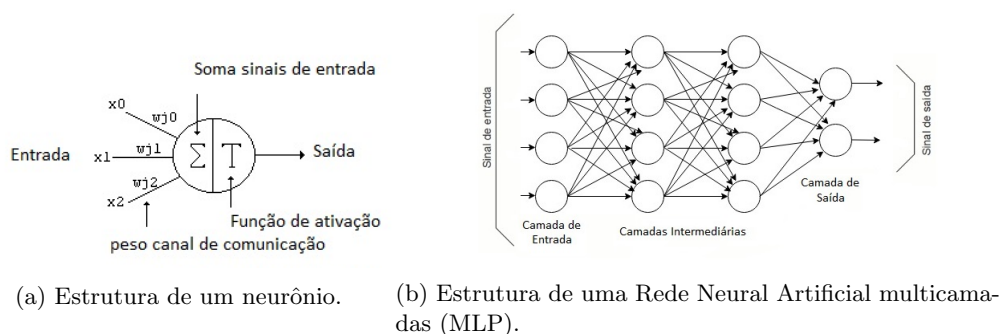 Soma sinais de entrada
x0
wj0
Entrada
x1
wj1
Σ
T
Saída
wj2
x2
Função de ativação
peso canal de comunicação
(a) Estrutura de um neurônio.
Sinal de entrada
Sinal de saída
Camada de
Saída
Camada de
Entrada
Camadas Intermediárias
(b) Estrutura de uma Rede Neural Artificial multicama-
das (MLP).